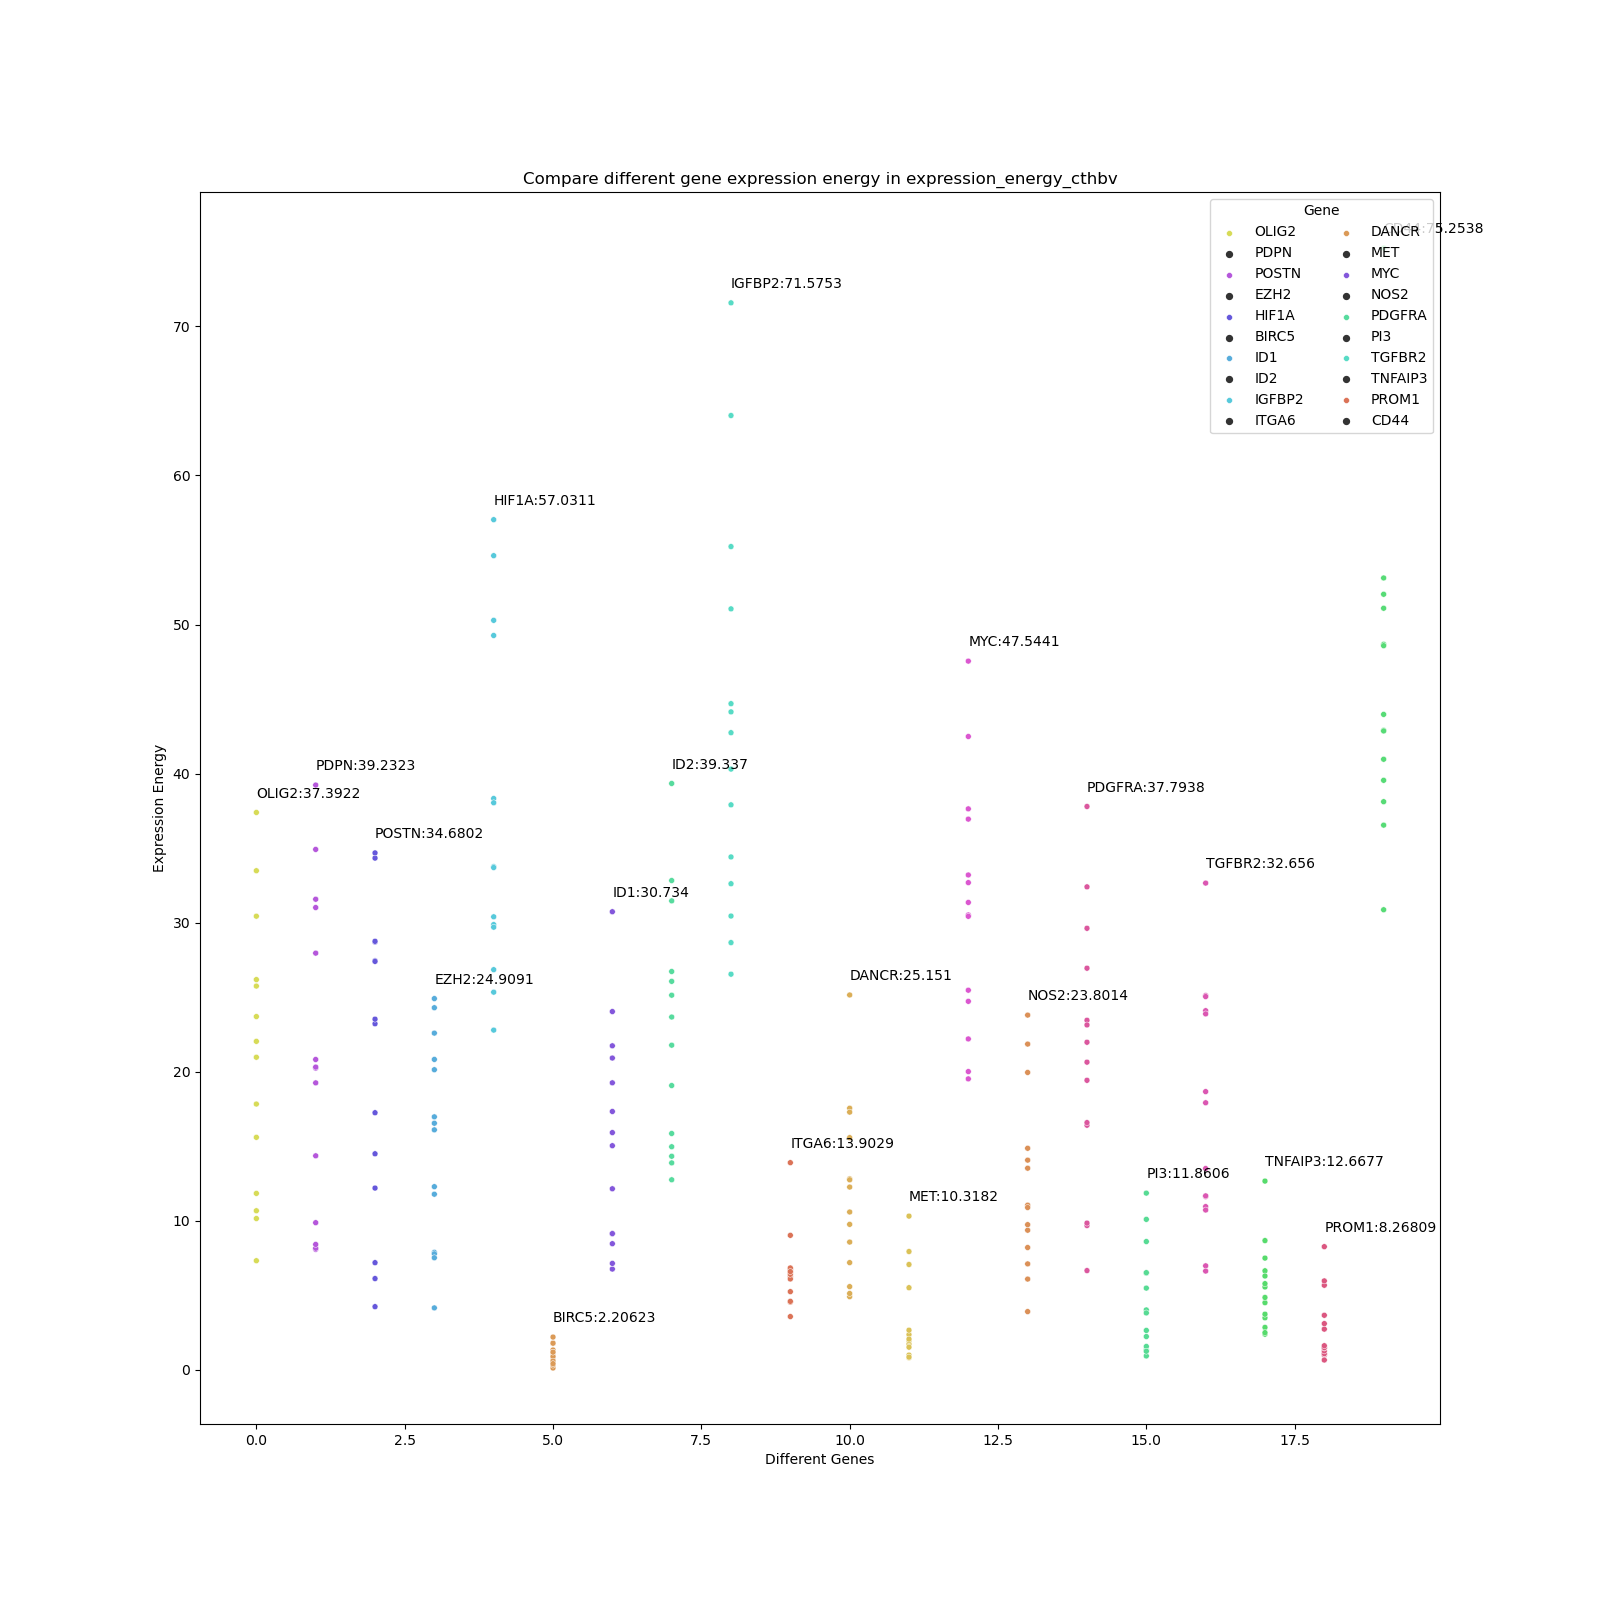 Compare different gene expression energy in expression_energy_cthbv
Gene
OLIG2
PDPN
POSTN
EZH2
HIF1A
BIRC5
ID1
ID2
IGFBP2
ITGA6
DANCR
MET
MYC
NOS2
PDGFRA
PI3
TGFBR2
TNFAIP3
PROM1
CD44
CD44:75.2538
IGFBP2:71.5753
HIF1A:57.0311
MYC:47.5441
PDPN:39.2323
ID2:39.337
OLIG2:37.3922
PDGFRA:37.7938
POSTN:34.6802
TGFBR2:32.656
ID1:30.734
EZH2:24.9091
DANCR:25.151
NOS2:23.8014
ITGA6:13.9029
TNFAIP3:12.6677
PI3:11.8606
MET:10.3182
PROM1:8.26809
BIRC5:2.20623
Expression Energy
70
60
50
40
30
20
10
0
0.0 2.5 5.0 7.5 10.0 12.5 15.0 17.5
Different Genes